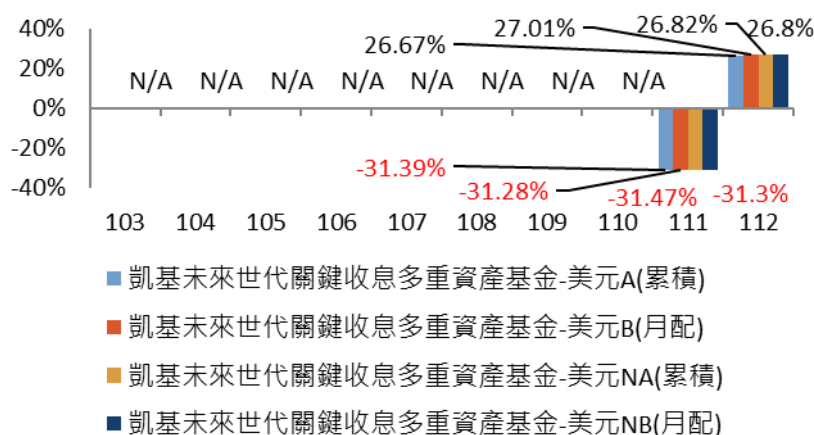 40%
20%
0%
-20%
-40%
26.67%
27.01%
26.82%
26.8%
N/A N/A N/A N/A N/A N/A N/A N/A
-31.39%
-31.28%
-31.47%
-31.3%
103 104 105 106 107 108 109 110 111 112
凱基未來世代關鍵收息多重資產基金-美元A(累積)
凱基未來世代關鍵收息多重資產基金-美元B(月配)
凱基未來世代關鍵收息多重資產基金-美元NA(累積)
凱基未來世代關鍵收息多重資產基金-美元NB(月配)